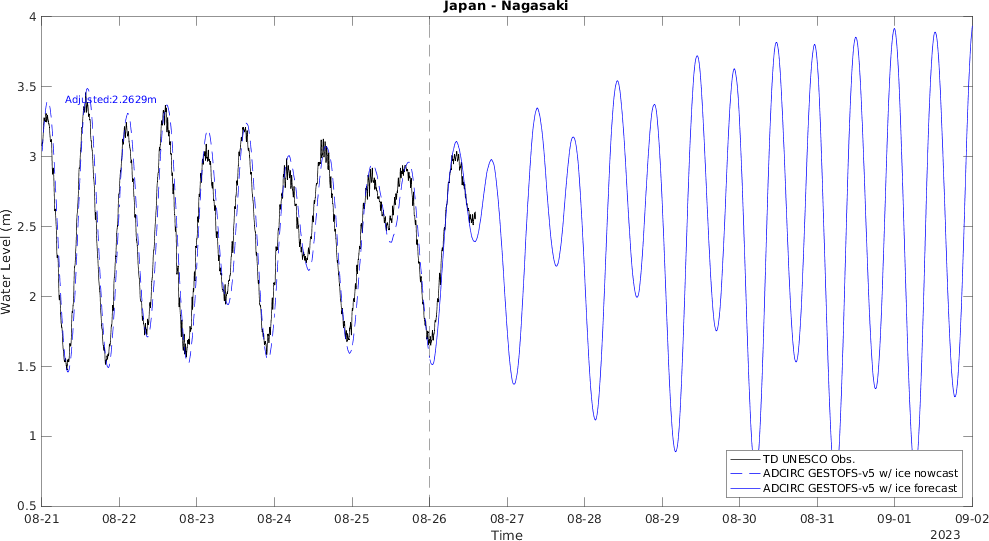 Japan - Nagasaki
4
3.5
3
2.5
2
1.5
1
0.5
Water Level (m)
Adjusted:2.2629m
TD UNESCO Obs.
ADCIRC GESTOFS-v5 w/ ice nowcast
ADCIRC GESTOFS-v5 w/ ice forecast
08-21 08-22 08-23 08-24 08-25 08-26 08-27 08-28 08-29 08-30 08-31 09-01 09-02
Time
2023